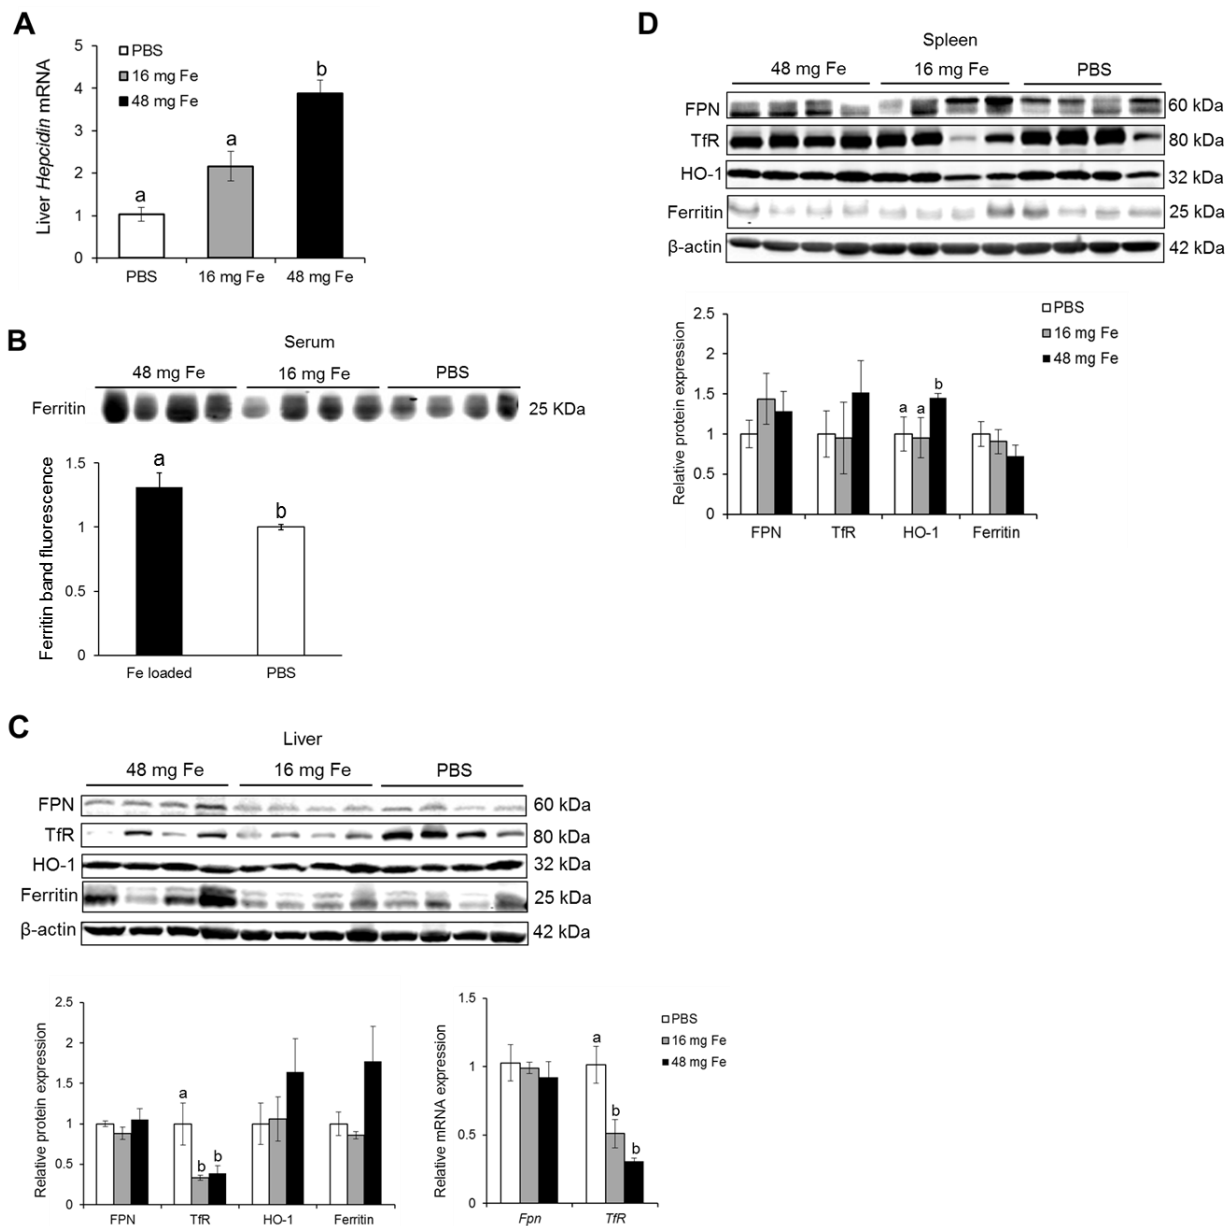 A
Liver Hepcidin mRNA
5
4
3
2
1
0
PBS
16 mg Fe
48 mg Fe
a
a
b
PBS 16 mg Fe 48 mg Fe
B
Serum
48 mg Fe 16 mg Fe PBS
Ferritin 25 KDa
Ferritin band fluorescence
1.5
1
0.5
0
a
b
Fe loaded PBS
C
Liver
48 mg Fe 16 mg Fe PBS
FPN 60 kDa
TfR 80 kDa
HO-1 32 kDa
Ferritin 25 kDa
β-actin 42 kDa
Relative protein expression
2.5
2
1.5
1
0.5
0
a
b b
FPN TfR HO-1 Ferritin
Relative mRNA expression
1.5
1
0.5
0
a
b
b
Fpn TfR
PBS
16 mg Fe
48 mg Fe
D
Spleen
48 mg Fe 16 mg Fe PBS
FPN 60 kDa
TfR 80 kDa
HO-1 32 kDa
Ferritin 25 kDa
β-actin 42 kDa
Relative protein expression
2.5
2
1.5
1
0.5
0
PBS
16 mg Fe
48 mg Fe
a a b
FPN TfR HO-1 Ferritin